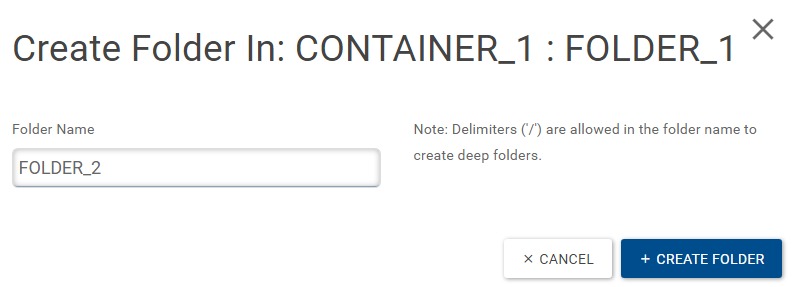 Create Folder In: CONTAINER_1 : FOLDER_1
Folder Name
FOLDER_2
Note: Delimiters ('/') are allowed in the folder name to
create deep folders.
× CANCEL
+ CREATE FOLDER